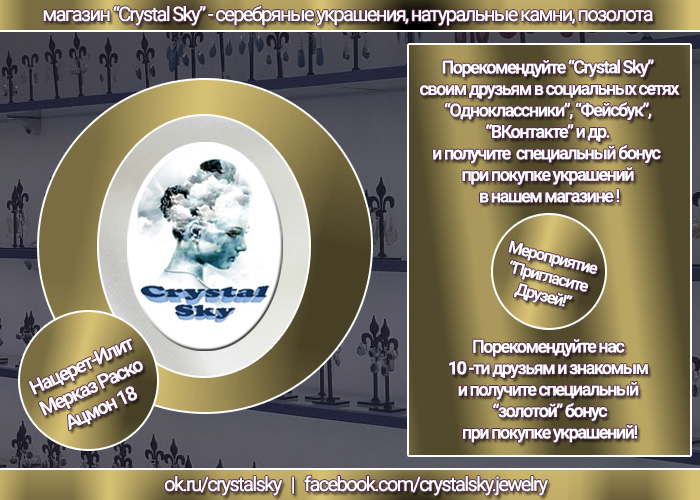 магазин “Crystal Sky” - серебряные украшения, натуральные камни, позолота
Порекомендуйте “Crystal Sky”
своим друзьям в социальных сетях
“Одноклассники”, “Фейсбук”,
“ВКонтакте” и др.
и получите специальный бонус
при покупке украшений
в нашем магазине !
Мероприятие
“Пригласите
Друзей!”
Порекомендуйте нас
10 -ти друзьям и знакомым
и получите специальный
“золотой” бонус
при покупке украшений!
Crystal
Sky
Нацерет-Илит
Мерказ Раско
Ацмон 18
ok.ru/crystalsky | facebook.com/crystalsky.jewelry